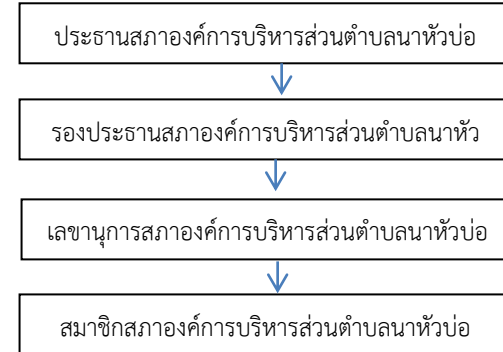 ประธานสภาองค์การบริหารส่วนตำบลนาหัวบ่อ
รองประธานสภาองค์การบริหารส่วนตำบลนาหัว
เลขานุการสภาองค์การบริหารส่วนตำบลนาหัวบ่อ
สมาชิกสภาองค์การบริหารส่วนตำบลนาหัวบ่อ